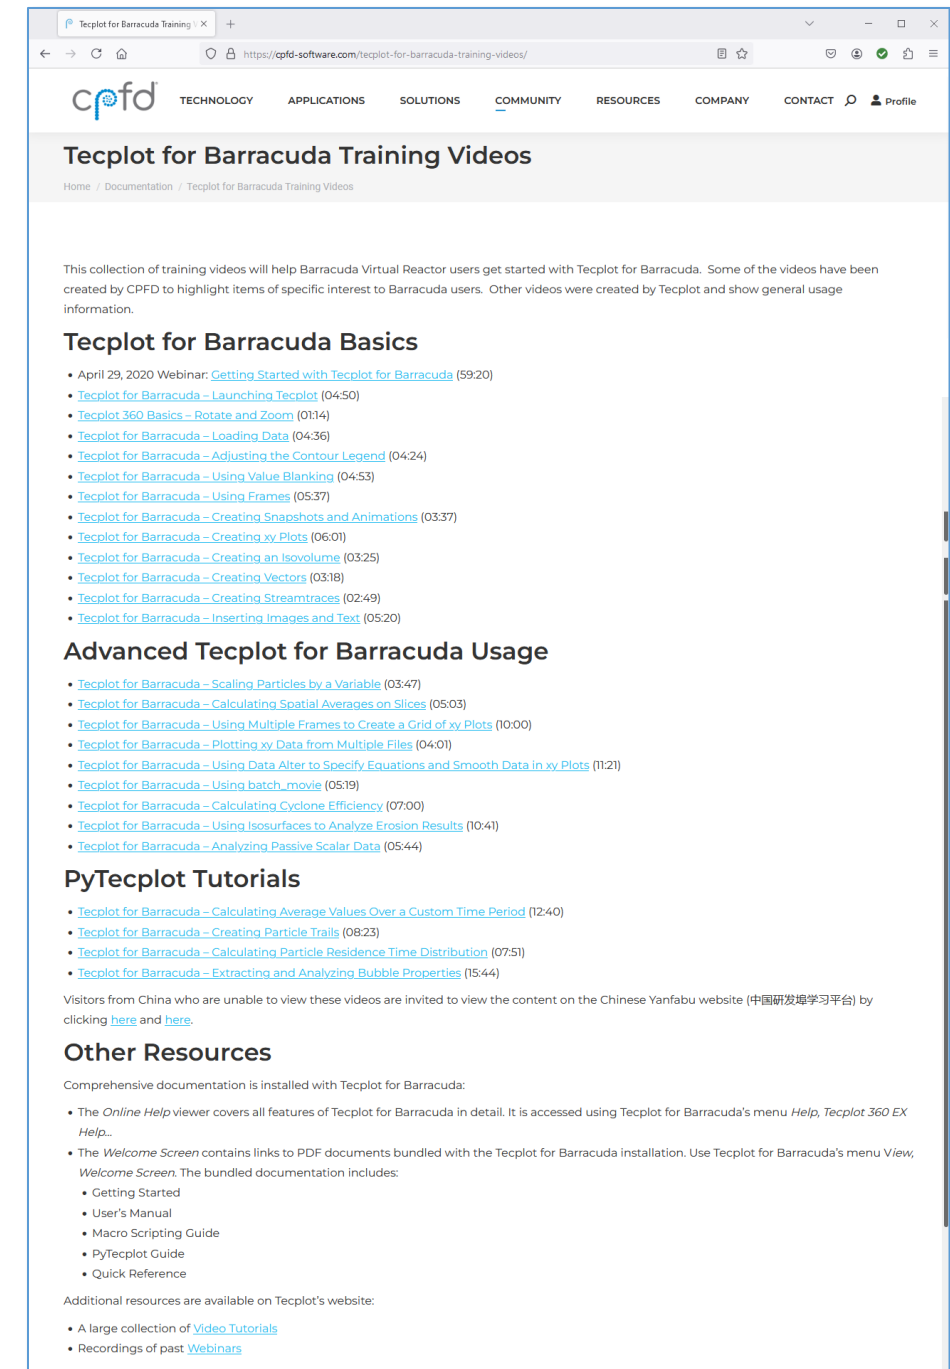 Tecplot for Barracuda Training V
https://cpfd-software.com/tecplot-for-barracuda-training-videos/
cpfd TECHNOLOGY APPLICATIONS SOLUTIONS COMMUNITY RESOURCES COMPANY CONTACT Profile
Tecplot for Barracuda Training Videos
Home / Documentation / Tecplot for Barracuda Training Videos
This collection of training videos will help Barracuda Virtual Reactor users get started with Tecplot for Barracuda. Some of the videos have been
created by CPFD to highlight items of specific interest to Barracuda users. Other videos were created by Tecplot and show general usage
information.
Tecplot for Barracuda Basics
• April 29, 2020 Webinar: Getting Started with Tecplot for Barracuda (59:20)
• Tecplot for Barracuda – Launching Tecplot (04:50)
• Tecplot 360 Basics – Rotate and Zoom (01:14)
• Tecplot for Barracuda – Loading Data (04:36)
• Tecplot for Barracuda – Adjusting the Contour Legend (04:24)
• Tecplot for Barracuda – Using Value Blanking (04:53)
• Tecplot for Barracuda – Using Frames (05:37)
• Tecplot for Barracuda – Creating Snapshots and Animations (03:37)
• Tecplot for Barracuda – Creating xy Plots (06:01)
• Tecplot for Barracuda – Creating an Isovolume (03:25)
• Tecplot for Barracuda – Creating Vectors (03:18)
• Tecplot for Barracuda – Creating Streamtraces (02:49)
• Tecplot for Barracuda – Inserting Images and Text (05:20)
Advanced Tecplot for Barracuda Usage
• Tecplot for Barracuda – Scaling Particles by a Variable (03:47)
• Tecplot for Barracuda – Calculating Spatial Averages on Slices (05:03)
• Tecplot for Barracuda – Using Multiple Frames to Create a Grid of xy Plots (10:00)
• Tecplot for Barracuda – Plotting xy Data from Multiple Files (04:01)
• Tecplot for Barracuda – Using Data Alter to Specify Equations and Smooth Data in xy Plots (11:21)
• Tecplot for Barracuda – Using batch_movie (05:19)
• Tecplot for Barracuda – Calculating Cyclone Efficiency (07:00)
• Tecplot for Barracuda – Using Isosurfaces to Analyze Erosion Results (10:41)
• Tecplot for Barracuda – Analyzing Passive Scalar Data (05:44)
PyTecplot Tutorials
• Tecplot for Barracuda – Calculating Average Values Over a Custom Time Period (12:40)
• Tecplot for Barracuda – Creating Particle Trails (08:23)
• Tecplot for Barracuda – Calculating Particle Residence Time Distribution (07:51)
• Tecplot for Barracuda – Extracting and Analyzing Bubble Properties (15:44)
Visitors from China who are unable to view these videos are invited to view the content on the Chinese Yanfabu website (中国研发埠学习平台) by
clicking here and here.
Other Resources
Comprehensive documentation is installed with Tecplot for Barracuda:
• The Online Help viewer covers all features of Tecplot for Barracuda in detail. It is accessed using Tecplot for Barracuda's menu Help, Tecplot 360 EX
Help...
• The Welcome Screen contains links to PDF documents bundled with the Tecplot for Barracuda installation. Use Tecplot for Barracuda's menu View,
Welcome Screen. The bundled documentation includes:
• Getting Started
• User's Manual
• Macro Scripting Guide
• PyTecplot Guide
• Quick Reference
Additional resources are available on Tecplot's website:
• A large collection of Video Tutorials
• Recordings of past Webinars